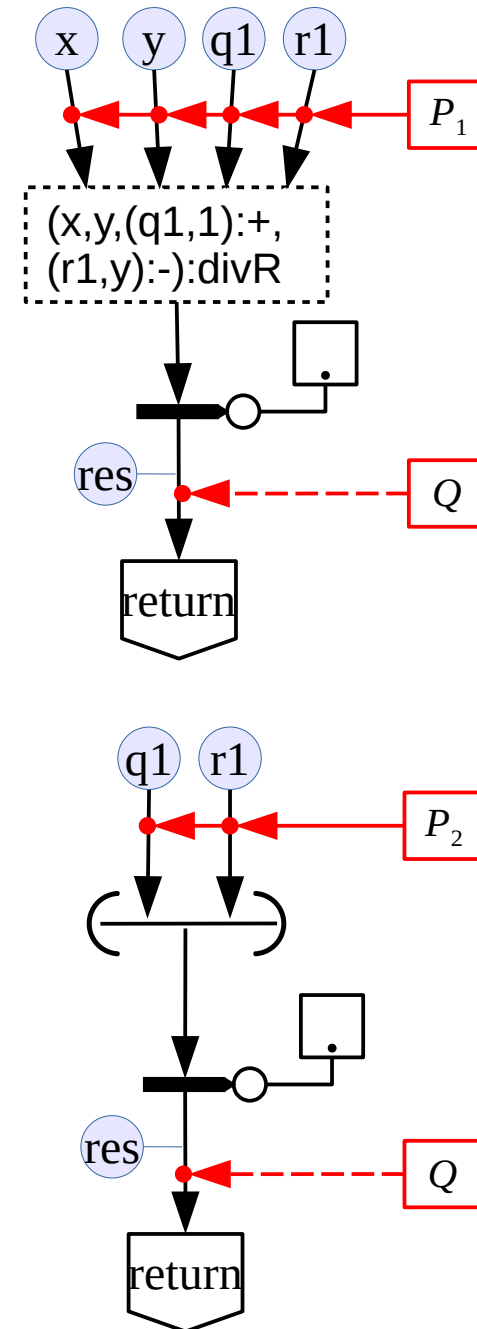 x y q1 r1
P1
(x,y,(q1,1):+,
(r1,y):-):divR
res
Q
return
q1 r1
P2
res
Q
return